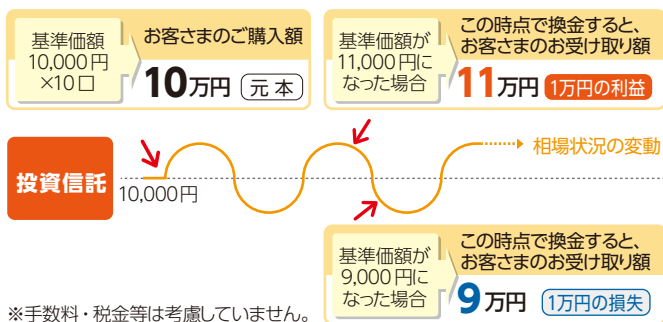 基準価額
10,000円
×10口
お客さまのご購入額
10万円 元本
基準価額が
11,000円に
なった場合
この時点で換金すると、
お客さまのお受け取り額
11万円 1万円の利益
投資信託
10,000円
相場状況の変動
基準価額が
9,000円に
なった場合
この時点で換金すると、
お客さまのお受け取り額
9万円 1万円の損失
※手数料・税金等は考慮していません。